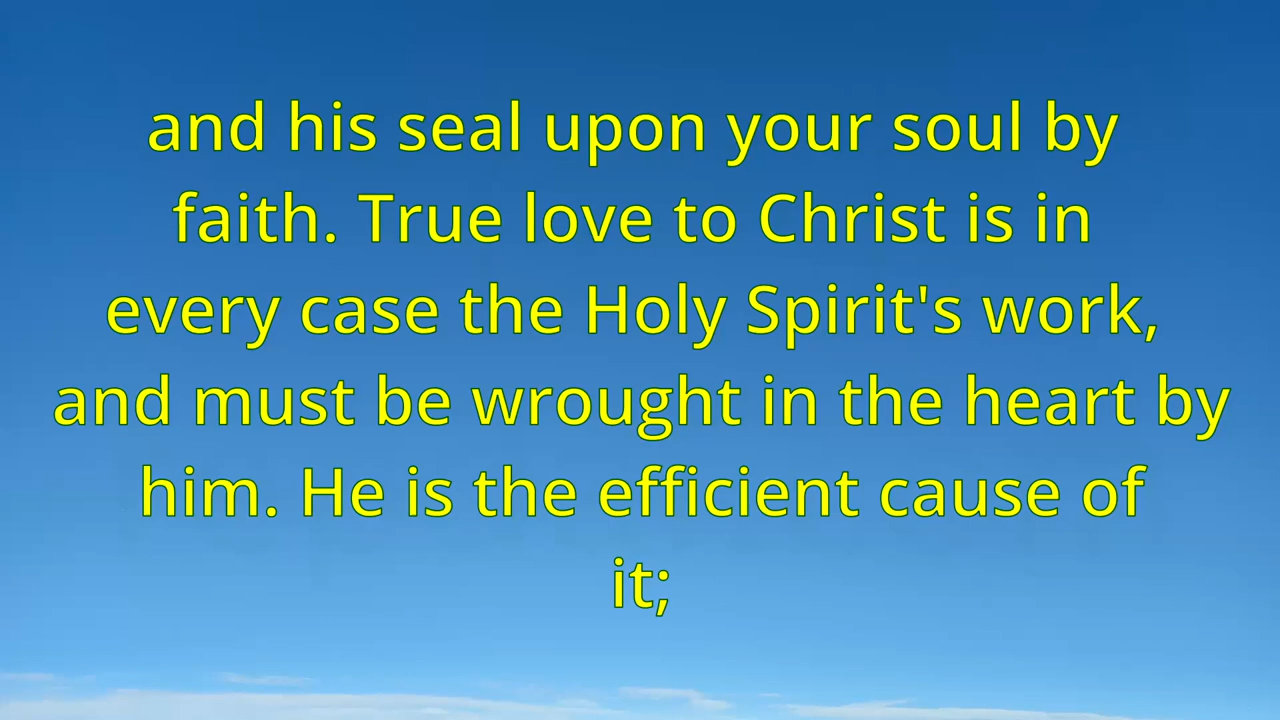 and his seal upon your soul by
faith. True love to Christ is in
every case the Holy Spirit's work,
and must be wrought in the heart by
him. He is the efficient cause of
it;